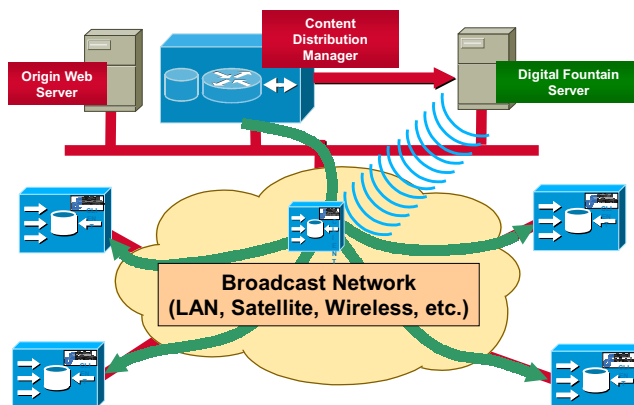 Content
Distribution
Manager
Origin Web
Server
Digital Fountain
Server
Broadcast Network
(LAN, Satellite, Wireless, etc.)